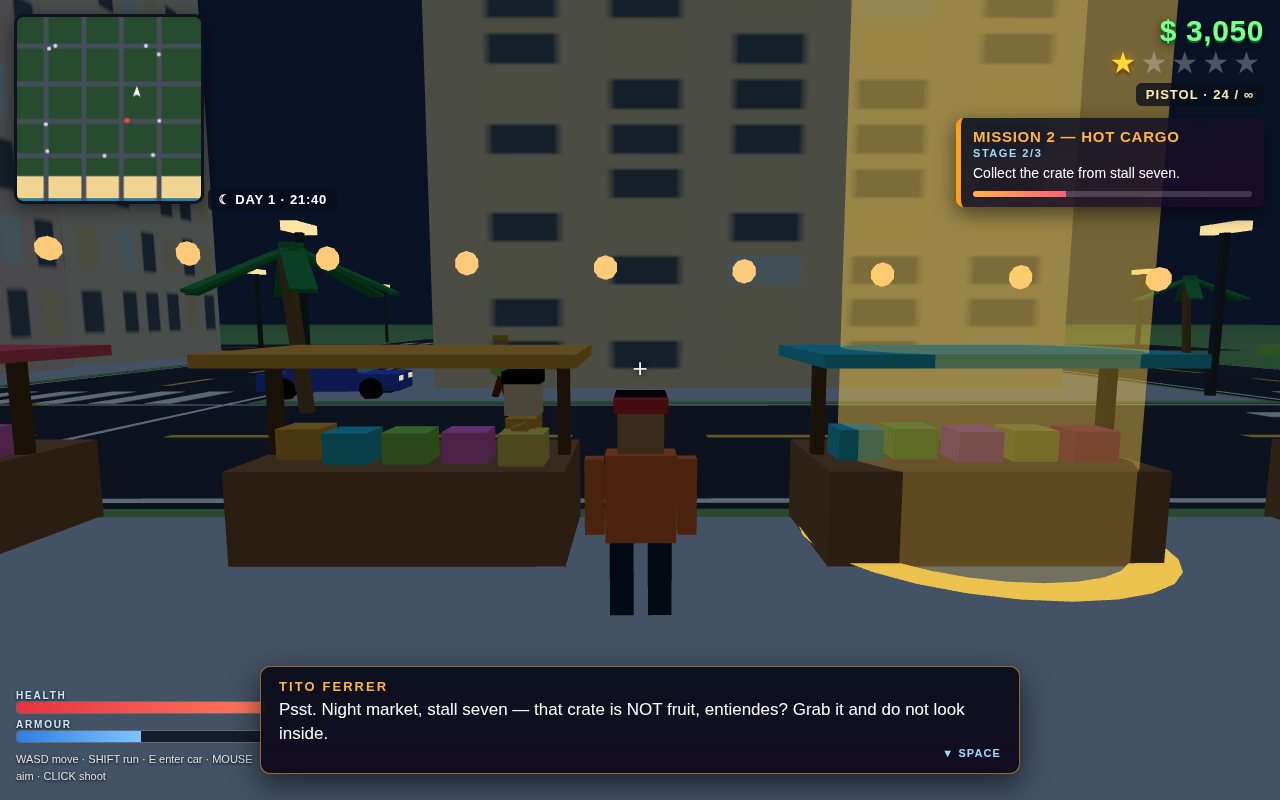 $ 3,050
PISTOL · 24 / ∞
MISSION 2 — HOT CARGO
STAGE 2/3
Collect the crate from stall seven.
☾ DAY 1 · 21:40
TITO FERRER
Psst. Night market, stall seven — that crate is NOT fruit, entiendes? Grab it and do not look
inside.
▼ SPACE
HEALTH
ARMOUR
WASD move · SHIFT run · E enter car · MOUSE
aim · CLICK shoot